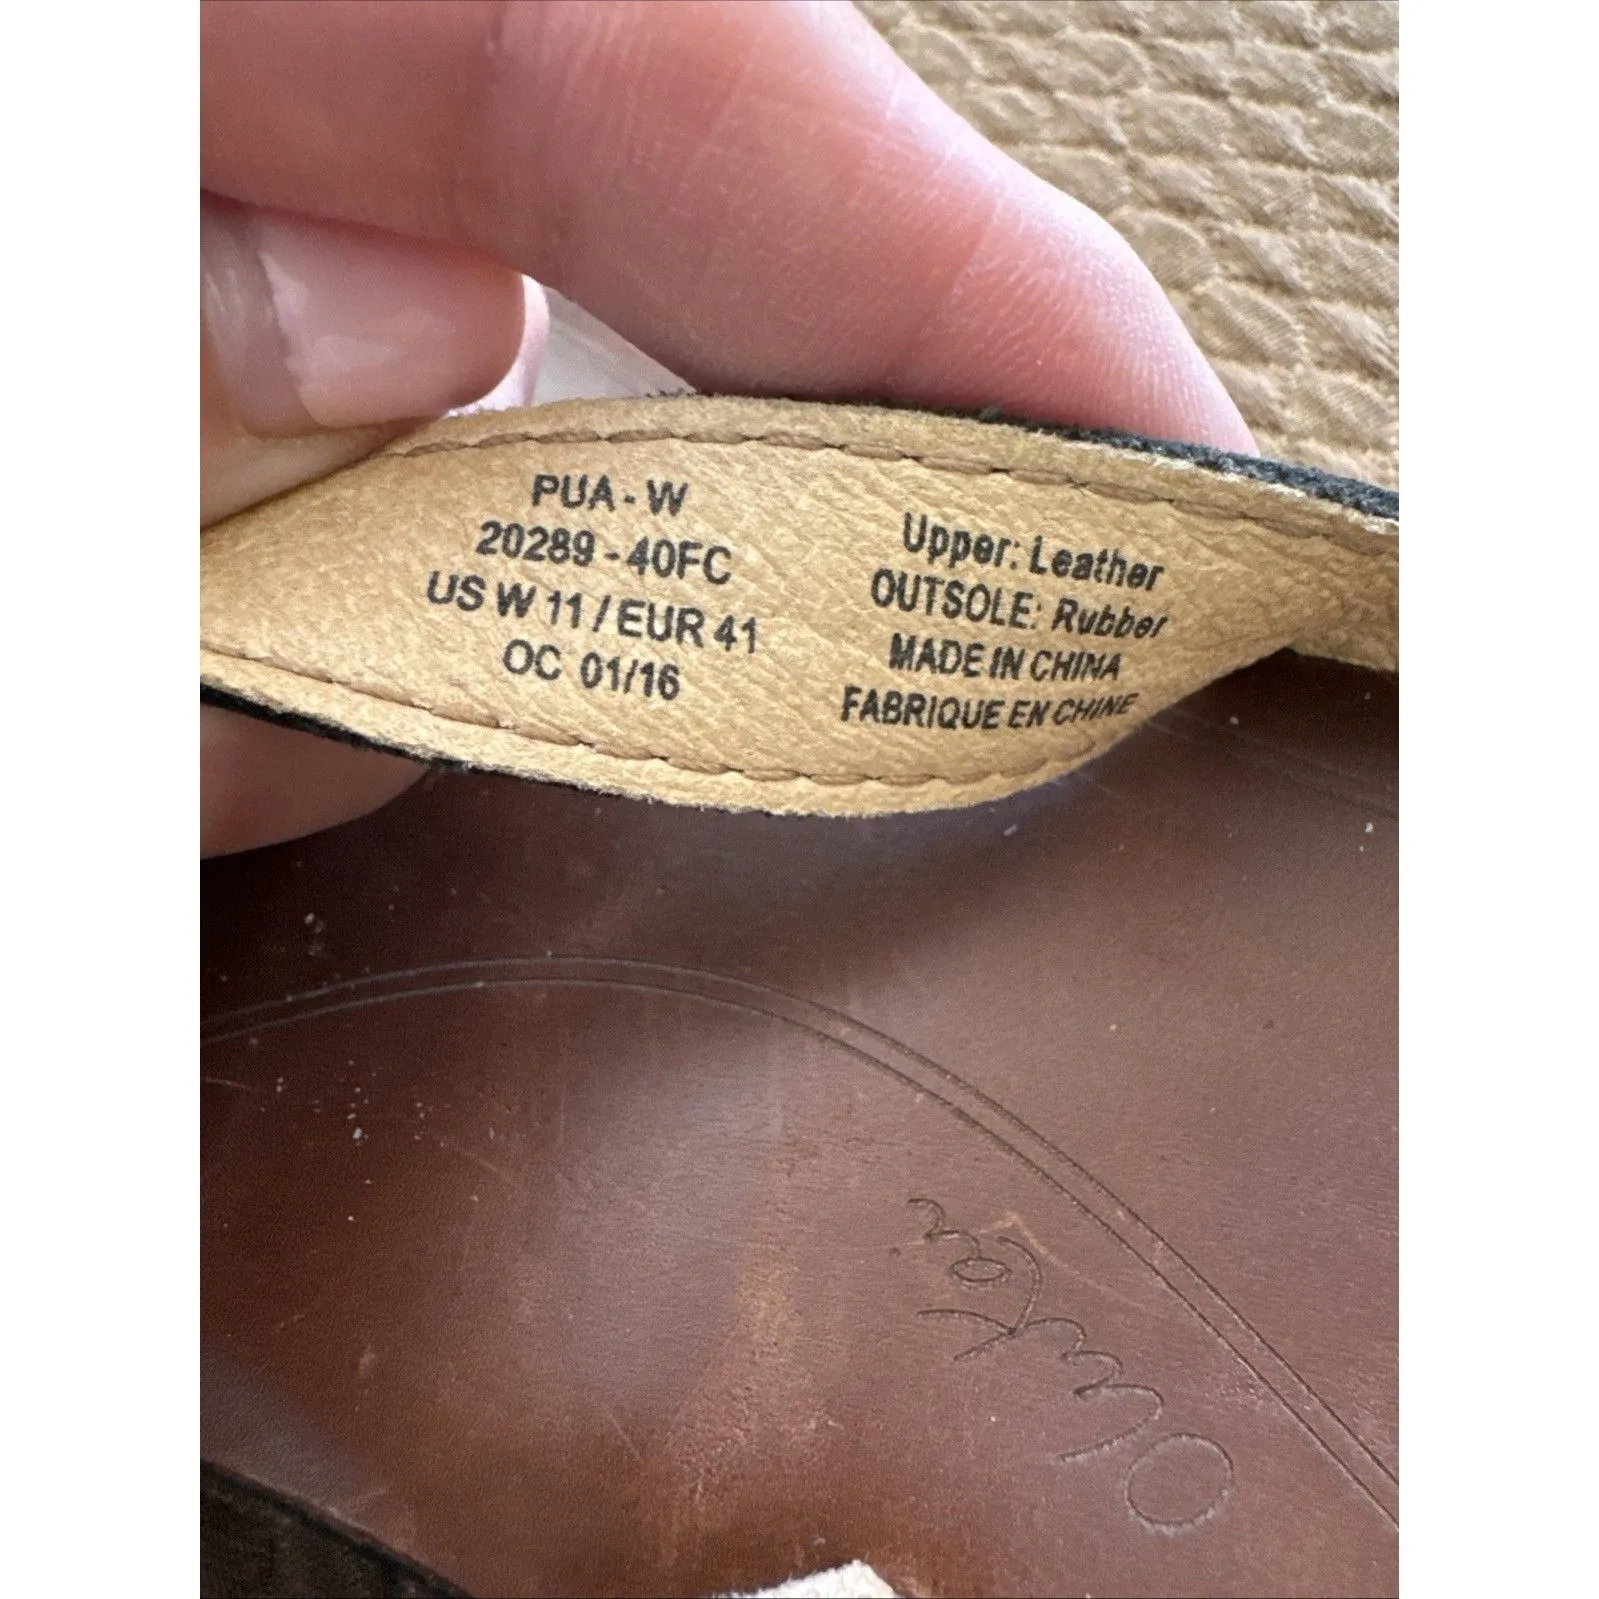 PUA - W
20289 - 40FC
US W 11 / EUR 41
OC 01/16
Upper: Leather
OUTSOLE: Rubber
MADE IN CHINA
FABRIQUE EN CHINE
OluKai